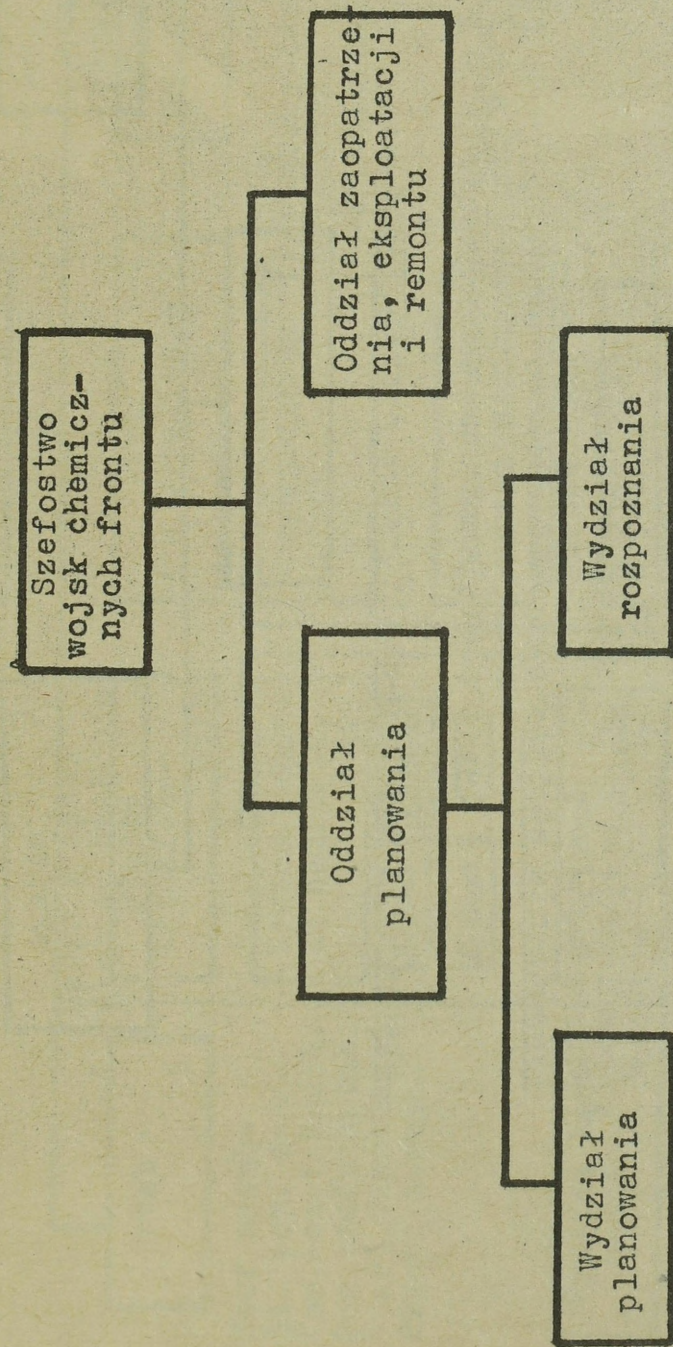 Szefostwo
wojsk chemicz-
nych frontu
Oddział
planowania
Oddział zaopatrze-
nia, eksploatacji
i remontu
Wydział
planowania
Wydział
rozpoznania